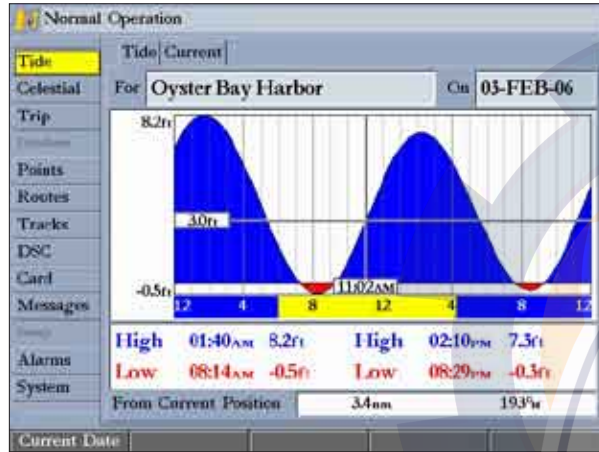 Normal Operation
Tide
Celestial
Trip
Points
Routes
Tracks
DSC
Card
Messages
Alarms
System
Tide Current
For Oyster Bay Harbor On 03-FEB-06
8.2ft
3.0ft
-0.5ft
11:02AM
12 4 8 12 4 8 12
High 01:40AM 8.2ft High 02:10PM 7.3ft
Low 08:14AM -0.5ft Low 08:29PM -0.3ft
From Current Position 3.4nm 193°M
Current Date